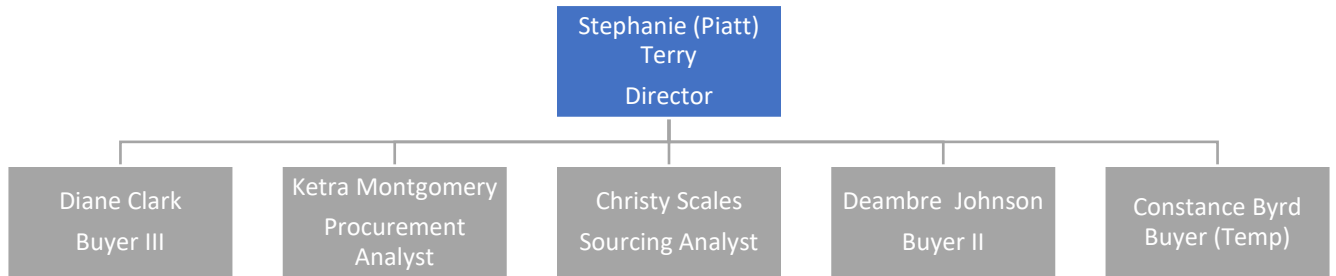 Stephanie (Piatt)
Terry
Director
Diane Clark
Buyer III
Ketra Montgomery
Procurement
Analyst
Christy Scales
Sourcing Analyst
Deambre  Johnson
Buyer II
Constance Byrd
Buyer (Temp)